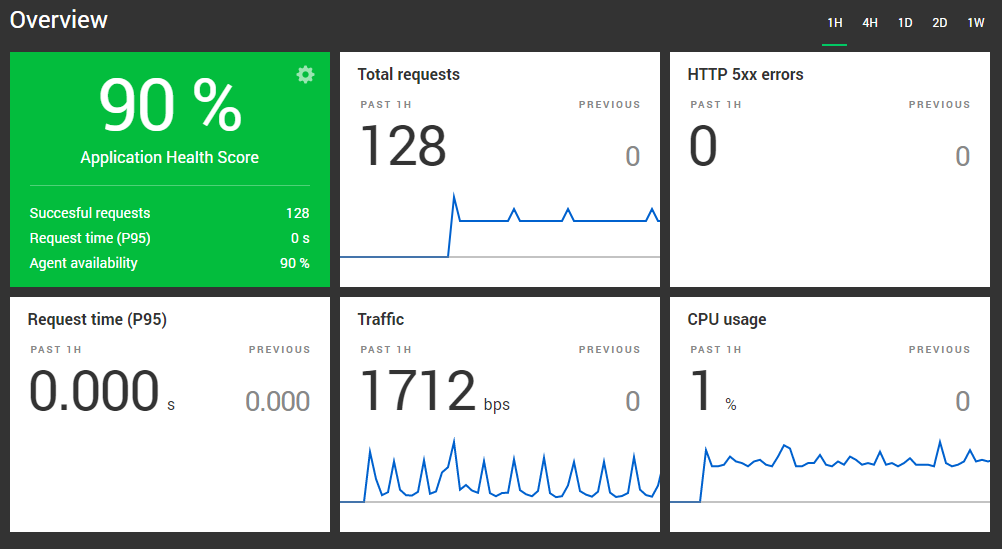 Overview
1H 4H 1D 2D 1W
90 %
Application Health Score
Succesful requests 128
Request time (P95) 0 s
Agent availability 90 %
Total requests
PAST 1H PREVIOUS
128 0
HTTP 5xx errors
PAST 1H PREVIOUS
0 0
Request time (P95)
PAST 1H PREVIOUS
0.000 s 0.000
Traffic
PAST 1H PREVIOUS
1712 bps 0
CPU usage
PAST 1H PREVIOUS
1 % 0